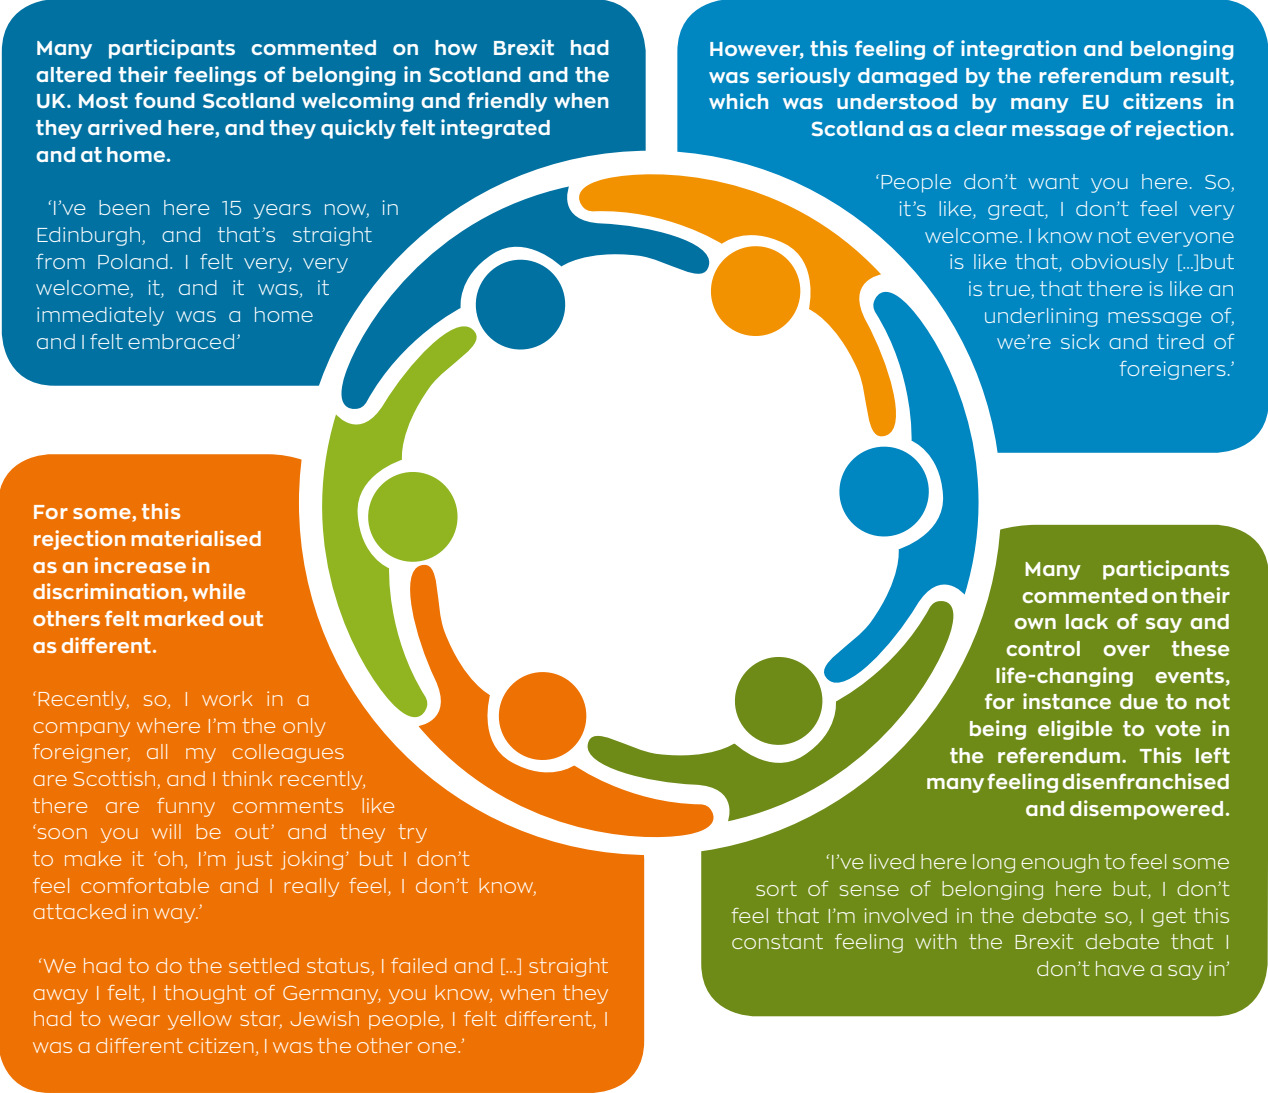 Many participants commented on how Brexit had
altered their feelings of belonging in Scotland and the
UK. Most found Scotland welcoming and friendly when
they arrived here, and they quickly felt integrated
and at home.
‘I’ve been here 15 years now, in
Edinburgh, and that’s straight
from Poland. I felt very, very
welcome, it, and it was, it
immediately was a home
and I felt embraced’
However, this feeling of integration and belonging
was seriously damaged by the referendum result,
which was understood by many EU citizens in
Scotland as a clear message of rejection.
‘People don’t want you here. So,
it’s like, great, I don’t feel very
welcome. I know not everyone
is like that, obviously [...]but
is true, that there is like an
underlining message of,
we’re sick and tired of
foreigners.’
For some, this
rejection materialised
as an increase in
discrimination, while
others felt marked out
as different.
‘Recently, so, I work in a
company where I’m the only
foreigner, all my colleagues
are Scottish, and I think recently,
there are funny comments like
‘soon you will be out’ and they try
to make it ‘oh, I’m just joking’ but I don’t
feel comfortable and I really feel, I don’t know,
attacked in way.’
‘We had to do the settled status, I failed and [...] straight
away I felt, I thought of Germany, you know, when they
had to wear yellow star, Jewish people, I felt different, I
was a different citizen, I was the other one.’
Many participants
commented on their
own lack of say and
control over these
life-changing events,
for instance due to not
being eligible to vote in
the referendum. This left
many feeling disenfranchised
and disempowered.
‘I’ve lived here long enough to feel some
sort of sense of belonging here but, I don’t
feel that I’m involved in the debate so, I get this
constant feeling with the Brexit debate that I
don’t have a say in’